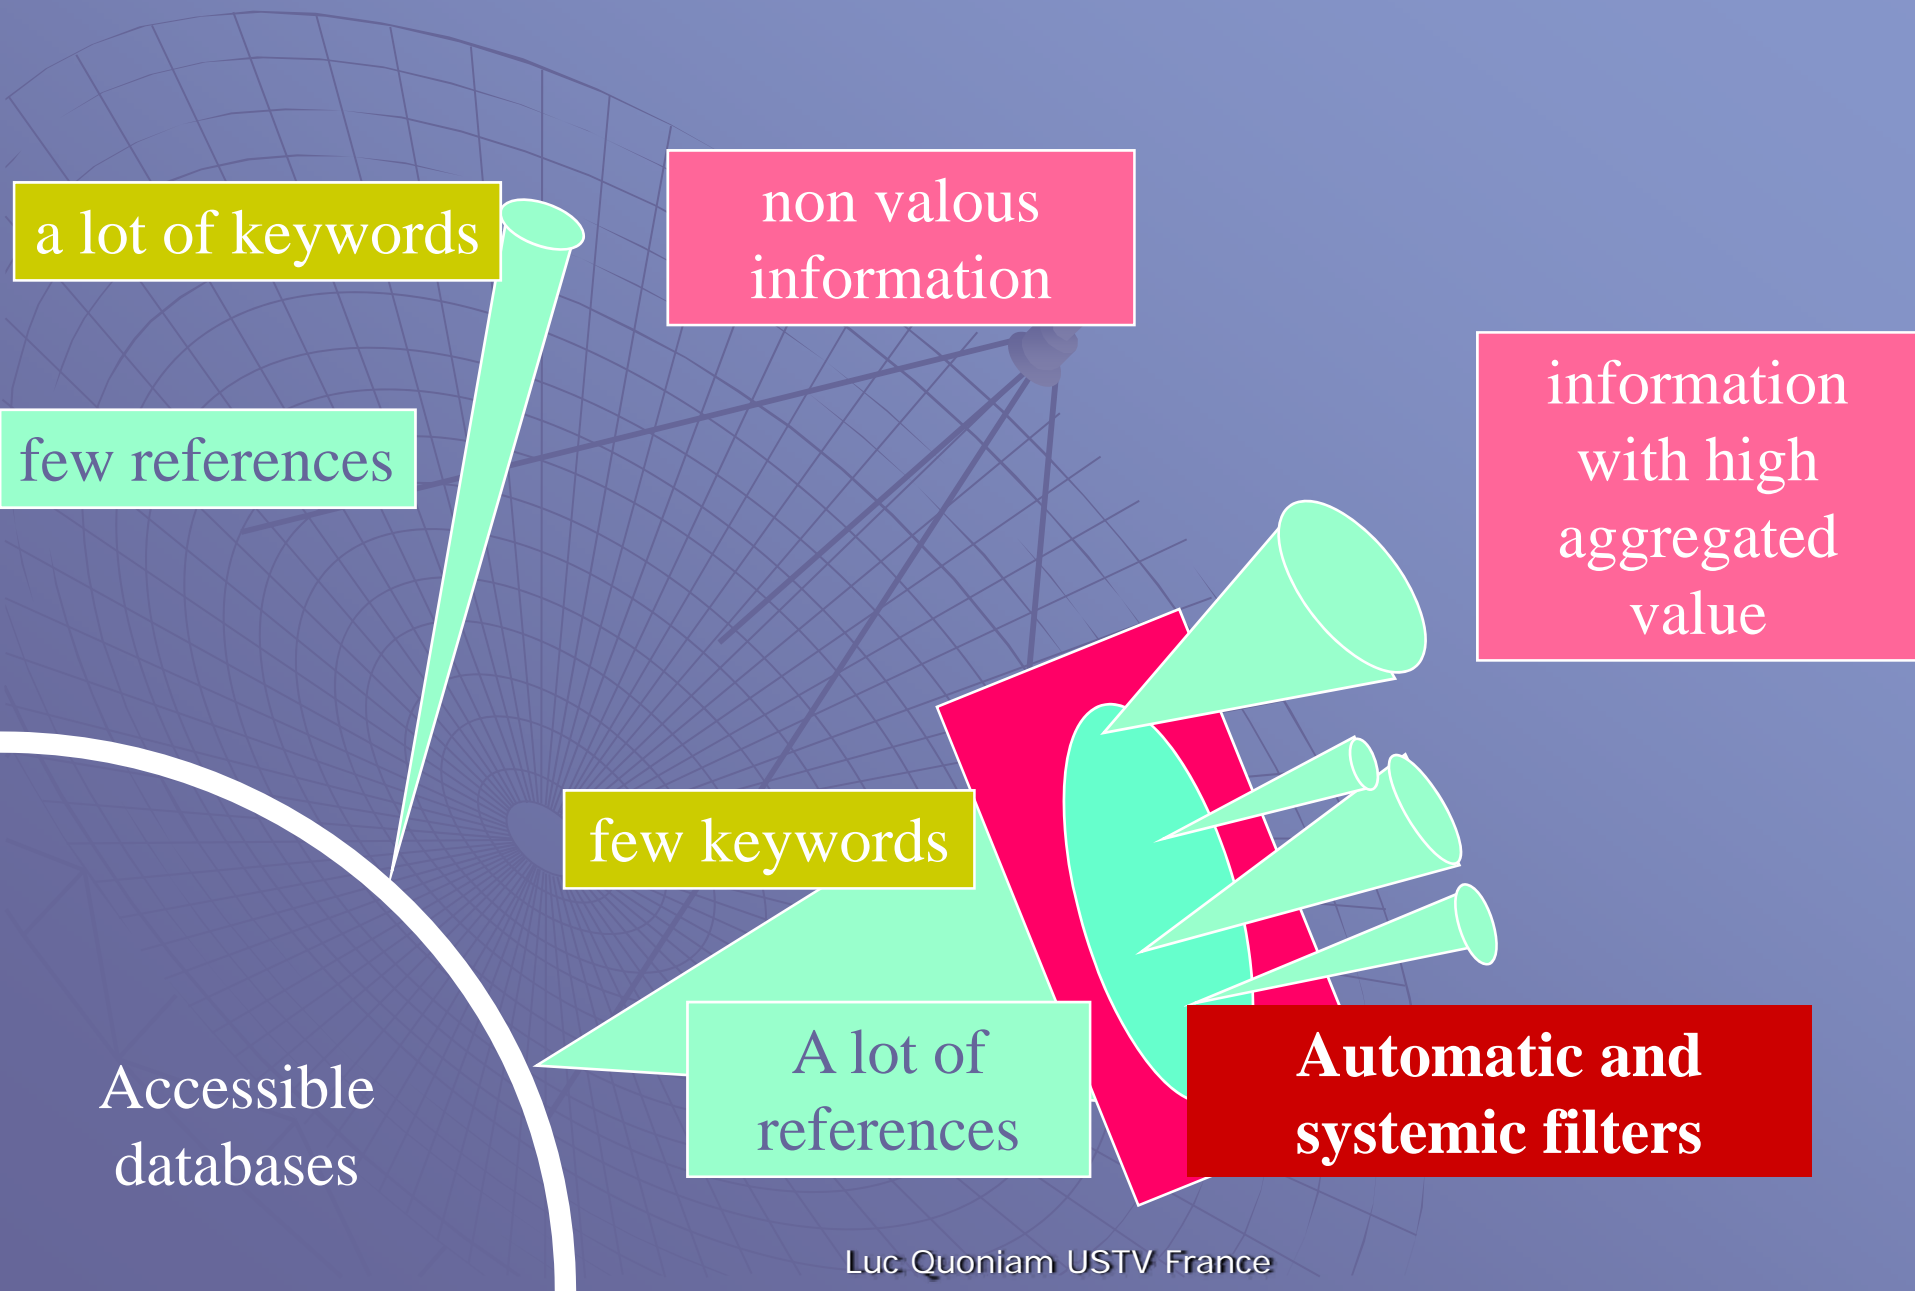 a lot of keywords
non valous
information
few references
information
with high
aggregated
value
few keywords
A lot of
references
Automatic and
systemic filters
Accessible
databases
Luc Quoniam USTV France